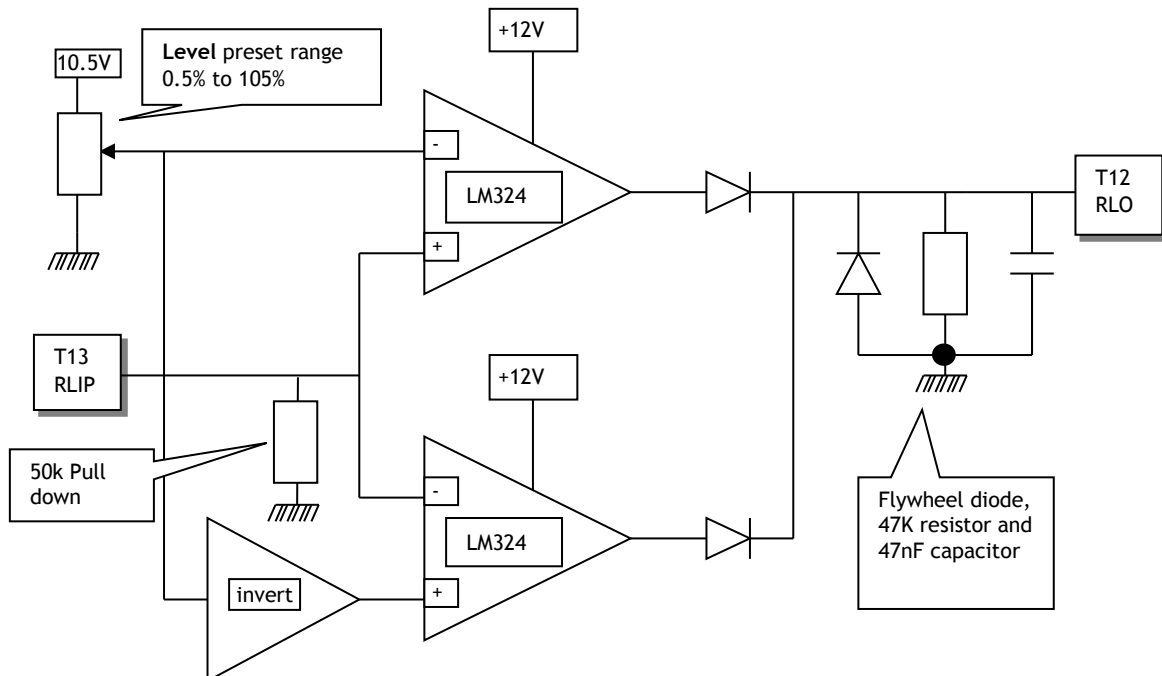 10.5V
Level preset range
0.5% to 105%
+12V
-
LM324
+
T12
RLO
T13
RLIP
+12V
50k Pull
down
-
LM324
+
invert
Flywheel diode,
47K resistor and
47nF capacitor